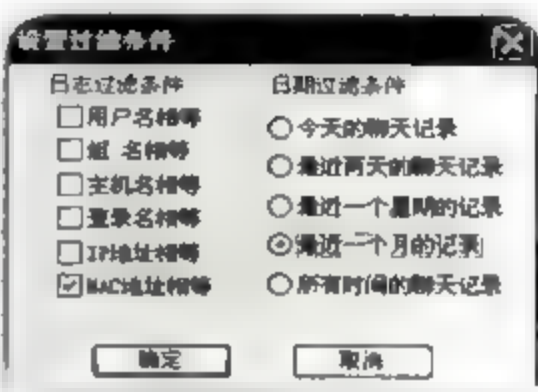 设置过滤条件
日志过滤条件
用户名相等
组 名相等
主机名相等
登录名相等
IP地址相等
MAC地址相等
日期过滤条件
今天的聊天记录
最近两天的聊天记录
最近一个星期的记录
最近一个月的记录
所有时间的聊天记录
确定
取消